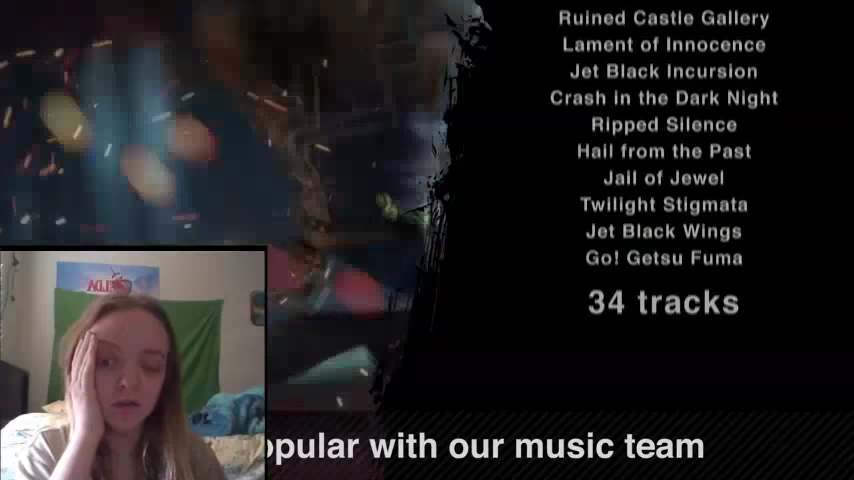 Ruined Castle Gallery
Lament of Innocence
Jet Black Incursion
Crash in the Dark Night
Ripped Silence
Hail from the Past
Jail of Jewel
Twilight Stigmata
Jet Black Wings
Go! Getsu Fuma
34 tracks
opular with our music team